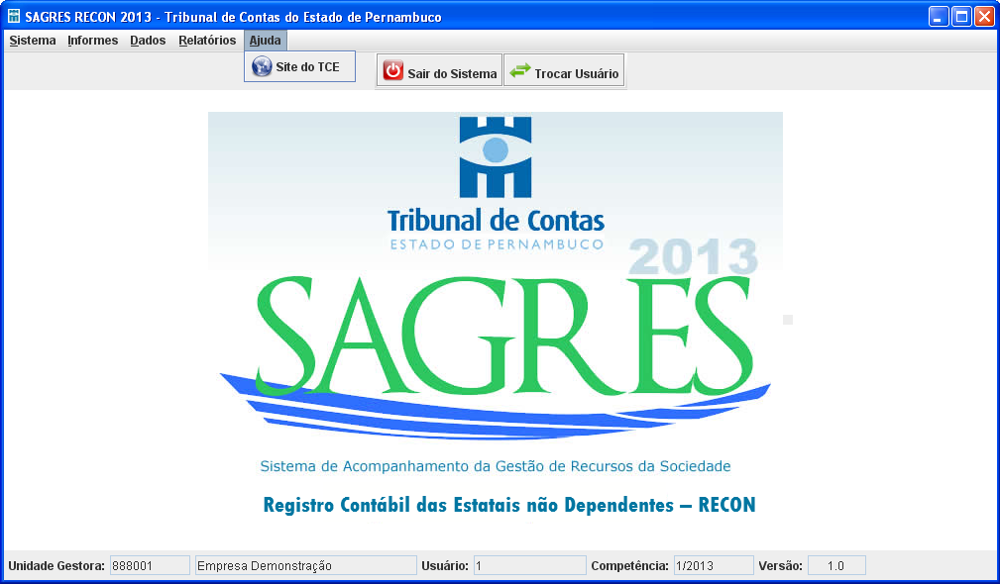 SAGRES RECON 2013 - Tribunal de Contas do Estado de Pernambuco
Sistema Informes Dados Relatórios Ajuda
Site do TCE
Sair do Sistema Trocar Usuário
Tribunal de Contas
ESTADO DE PERNAMBUCO
2013
SAGRES
Sistema de Acompanhamento da Gestão de Recursos da Sociedade
Registro Contábil das Estatais não Dependentes – RECON
Unidade Gestora: 888001 Empresa Demonstração Usuário: 1 Competência: 1/2013 Versão: 1.0